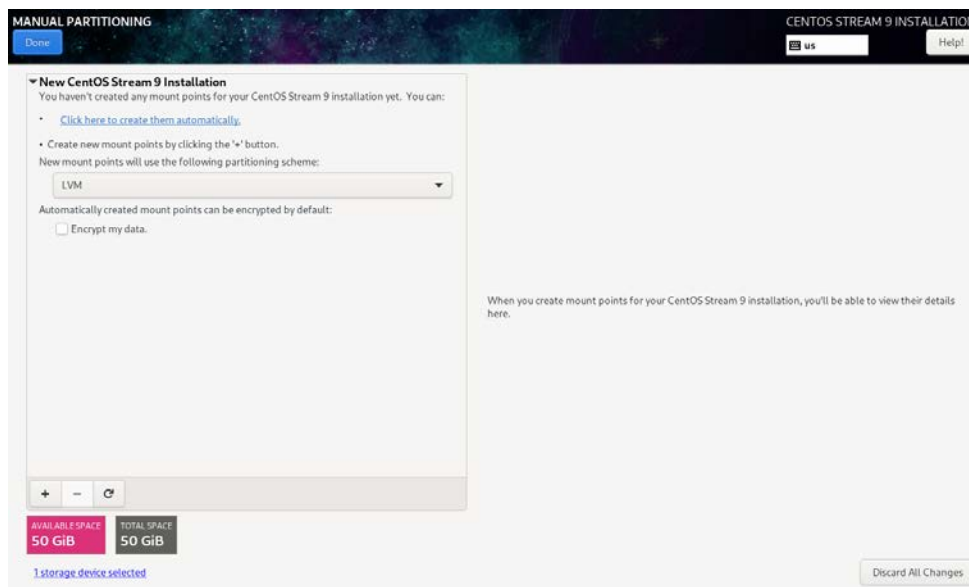 MANUAL PARTITIONING
CENTOS STREAM 9 INSTALLATION
Done
us
Help!
New CentOS Stream 9 Installation
You haven't created any mount points for your CentOS Stream 9 installation yet. You can:
• Click here to create them automatically.
• Create new mount points by clicking the '+' button.
New mount points will use the following partitioning scheme:
LVM
Automatically created mount points can be encrypted by default:
Encrypt my data.
When you create mount points for your CentOS Stream 9 installation, you'll be able to view their details
here.
+ −
AVAILABLE SPACE
50 GiB
TOTAL SPACE
50 GiB
1 storage device selected
Discard All Changes